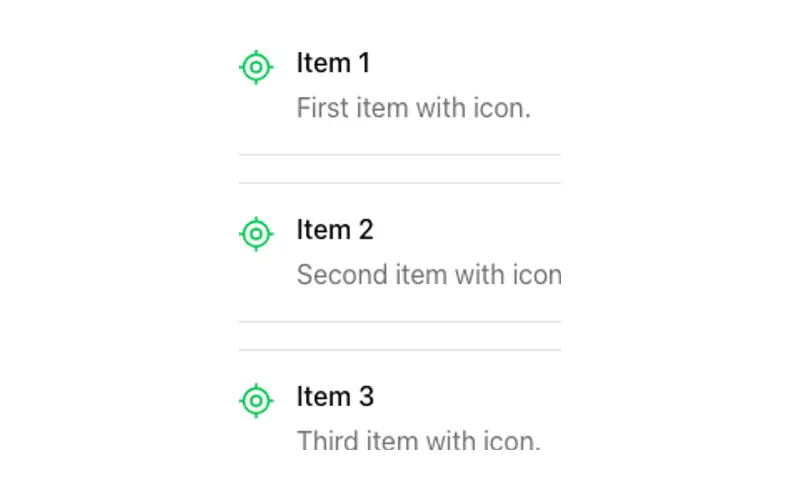 Item 1
First item with icon.
Item 2
Second item with icon
Item 3
Third item with icon.